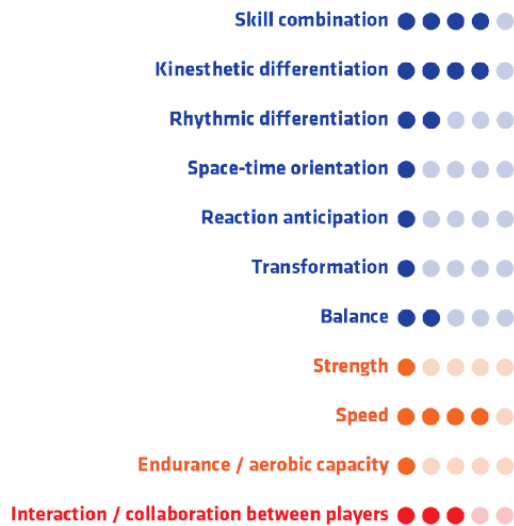 Skill combination
Kinesthetic differentiation
Rhythmic differentiation
Space-time orientation
Reaction anticipation
Transformation
Balance
Strength
Speed
Endurance / aerobic capacity
Interaction / collaboration between players